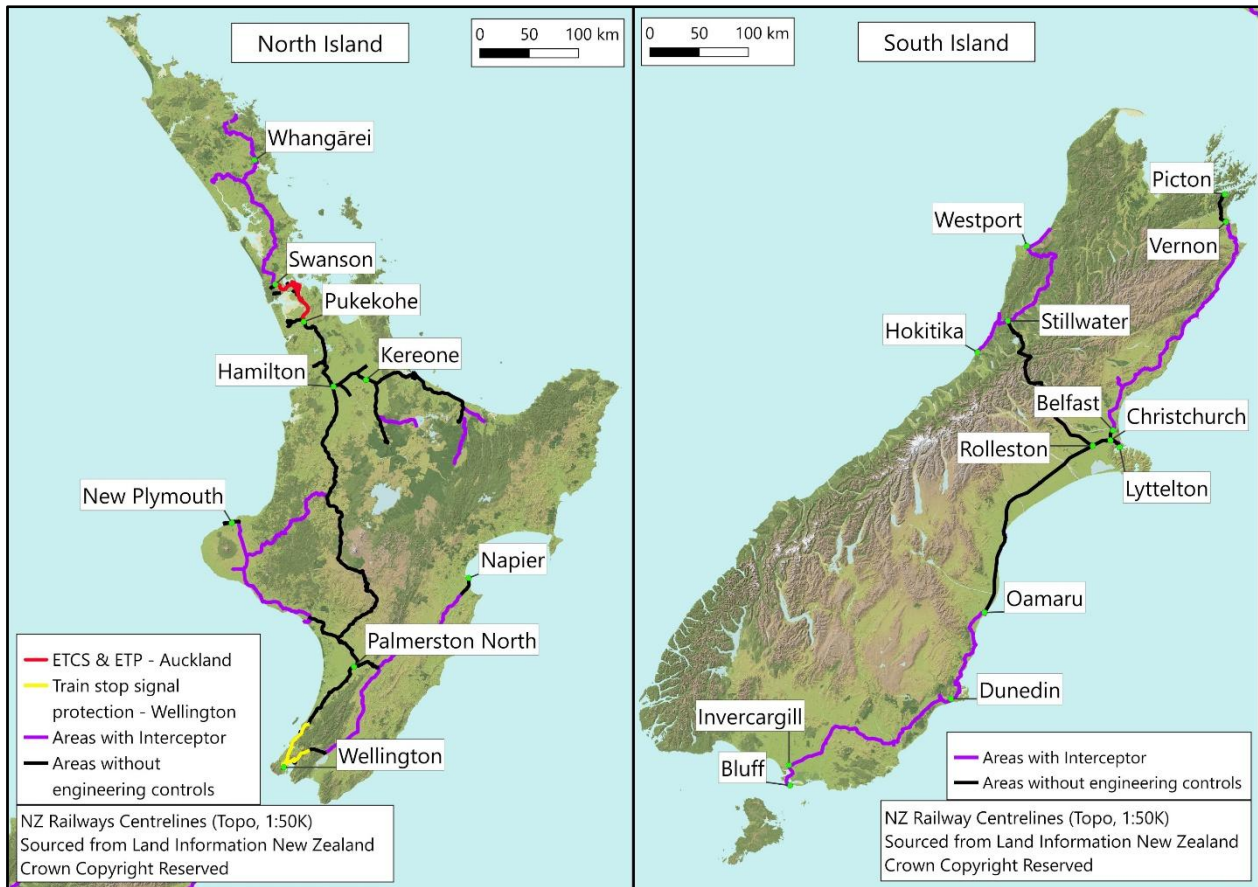 North Island
0 50 100 km
Whangārei
Swanson
Pukekohe
Kereone
Hamilton
New Plymouth
Napier
Palmerston North
Wellington
ETCS & ETP - Auckland
Train stop signal
protection - Wellington
Areas with Interceptor
Areas without
engineering controls
NZ Railways Centrelines (Topo, 1:50K)
Sourced from Land Information New Zealand
Crown Copyright Reserved
0 50 100 km
South Island
Picton
Westport
Vernon
Stillwater
Hokitika
Belfast
Christchurch
Rolleston
Lyttelton
Oamaru
Dunedin
Invercargill
Bluff
Areas with Interceptor
Areas without engineering controls
NZ Railway Centrelines (Topo, 1:50K)
Sourced from Land Information New Zealand
Crown Copyright Reserved